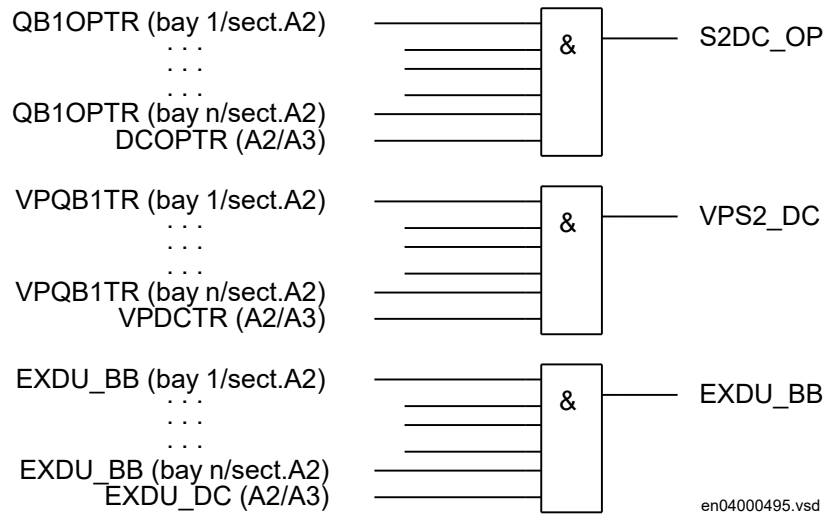 QB1OPTR (bay 1/sect.A2)
. . .
. . .
. . .
QB1OPTR (bay n/sect.A2)
DCOPTR (A2/A3)
&
S2DC_OP
VPQB1TR (bay 1/sect.A2)
. . .
. . .
. . .
VPQB1TR (bay n/sect.A2)
VPDCTR (A2/A3)
&
VPS2_DC
EXDU_BB (bay 1/sect.A2)
. . .
. . .
. . .
EXDU_BB (bay n/sect.A2)
EXDU_DC (A2/A3)
&
EXDU_BB
en04000495.vsd